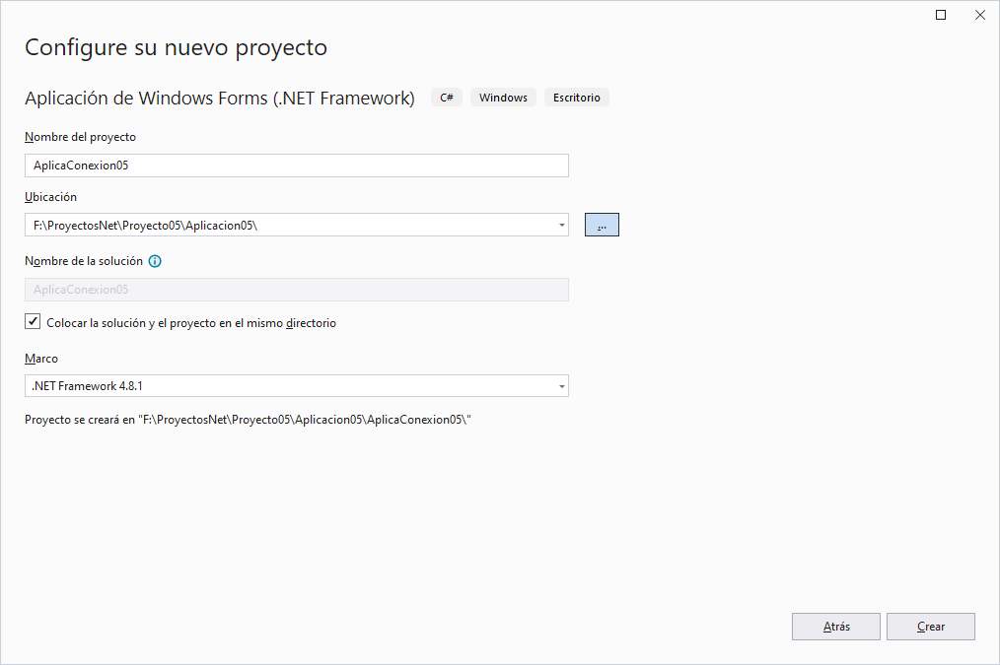 Configure su nuevo proyecto
Aplicación de Windows Forms (.NET Framework) C# Windows Escritorio
Nombre del proyecto
AplicaConexion05
Ubicación
F:\ProyectosNet\Proyecto05\Aplicacion05\
...
Nombre de la solución
AplicaConexion05
Colocar la solución y el proyecto en el mismo directorio
Marco
.NET Framework 4.8.1
Proyecto se creará en "F:\ProyectosNet\Proyecto05\Aplicacion05\AplicaConexion05\"
Atrás Crear